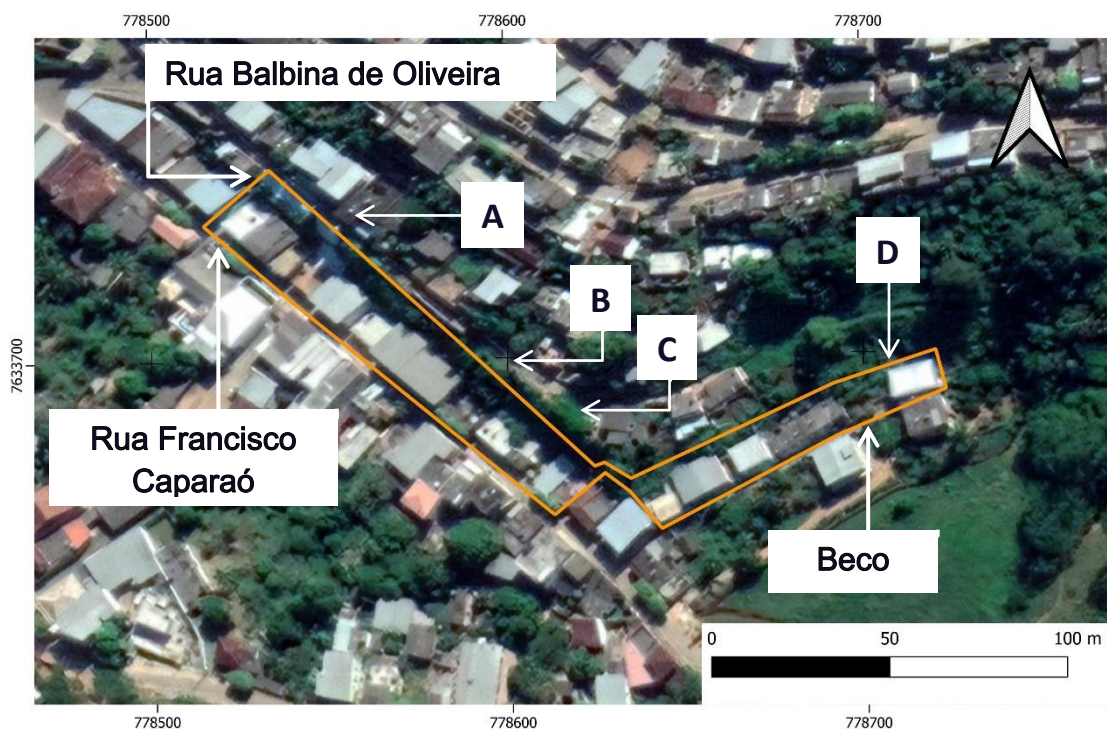 778500
778600
778700
Rua Balbina de Oliveira
A
D
B
C
7633700
Rua Francisco
Caparaó
Beco
0
50
100 m
778500
778600
778700